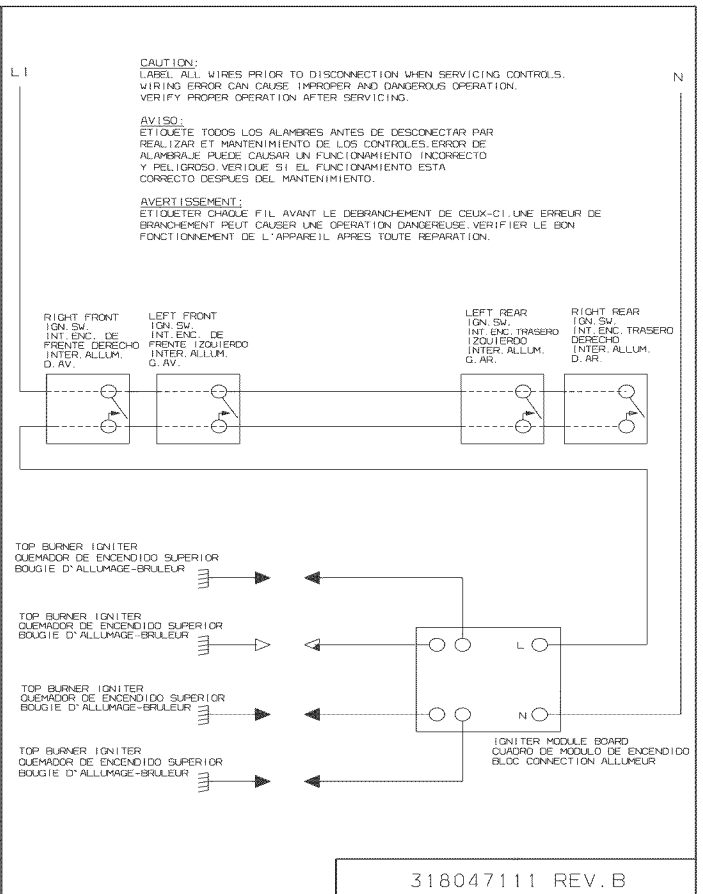 L1
N
CAUTION:
LABEL ALL WIRES PRIOR TO DISCONNECTION WHEN SERVICING CONTROLS.
WIRING ERROR CAN CAUSE IMPROPER AND DANGEROUS OPERATION.
VERIFY PROPER OPERATION AFTER SERVICING.
AVISO:
ETIQUETE TODOS LOS ALAMBRES ANTES DE DESCONECTAR PAR
REALIZAR ET MANTENIMIENTO DE LOS CONTROLES.ERROR DE
ALAMBRAJE PUEDE CAUSAR UN FUNCIONAMIENTO INCORRECTO
Y PELIGROSO.VERIQUE SI EL FUNCIONAMIENTO ESTA
CORRECTO DESPUES DEL MANTENIMIENTO.
AVERTISSEMENT:
ETIQUETER CHAQUE FIL AVANT LE DEBRANCHEMENT DE CEUX-CI.UNE ERREUR DE
BRANCHEMENT PEUT CAUSER UNE OPERATION DANGEREUSE.VERIFIER LE BON
FONCTIONNEMENT DE L'APPAREIL APRES TOUTE REPARATION.
RIGHT FRONT
IGN.SW.
INT.ENC. DE
FRENTE DERECHO
INTER.ALLUM.
D.AV.
LEFT FRONT
IGN.SW.
INT.ENC. DE
FRENTE IZQUIERDO
INTER.ALLUM.
G.AV.
LEFT REAR
IGN.SW.
INT.ENC.TRASERO
IZQUIERDO
INTER.ALLUM.
G.AR.
RIGHT REAR
IGN.SW.
INT.ENC.TRASERO
DERECHO
INTER.ALLUM.
D.AR.
TOP BURNER IGNITER
QUEMADOR DE ENCENDIDO SUPERIOR
BOUGIE D'ALLUMAGE-BRULEUR
TOP BURNER IGNITER
QUEMADOR DE ENCENDIDO SUPERIOR
BOUGIE D'ALLUMAGE-BRULEUR
L
TOP BURNER IGNITER
QUEMADOR DE ENCENDIDO SUPERIOR
BOUGIE D'ALLUMAGE-BRULEUR
N
IGNITER MODULE BOARD
CUADRO DE MODULO DE ENCENDIDO
BLOC CONNECTION ALLUMEUR
TOP BURNER IGNITER
QUEMADOR DE ENCENDIDO SUPERIOR
BOUGIE D'ALLUMAGE-BRULEUR
318047111 REV.B